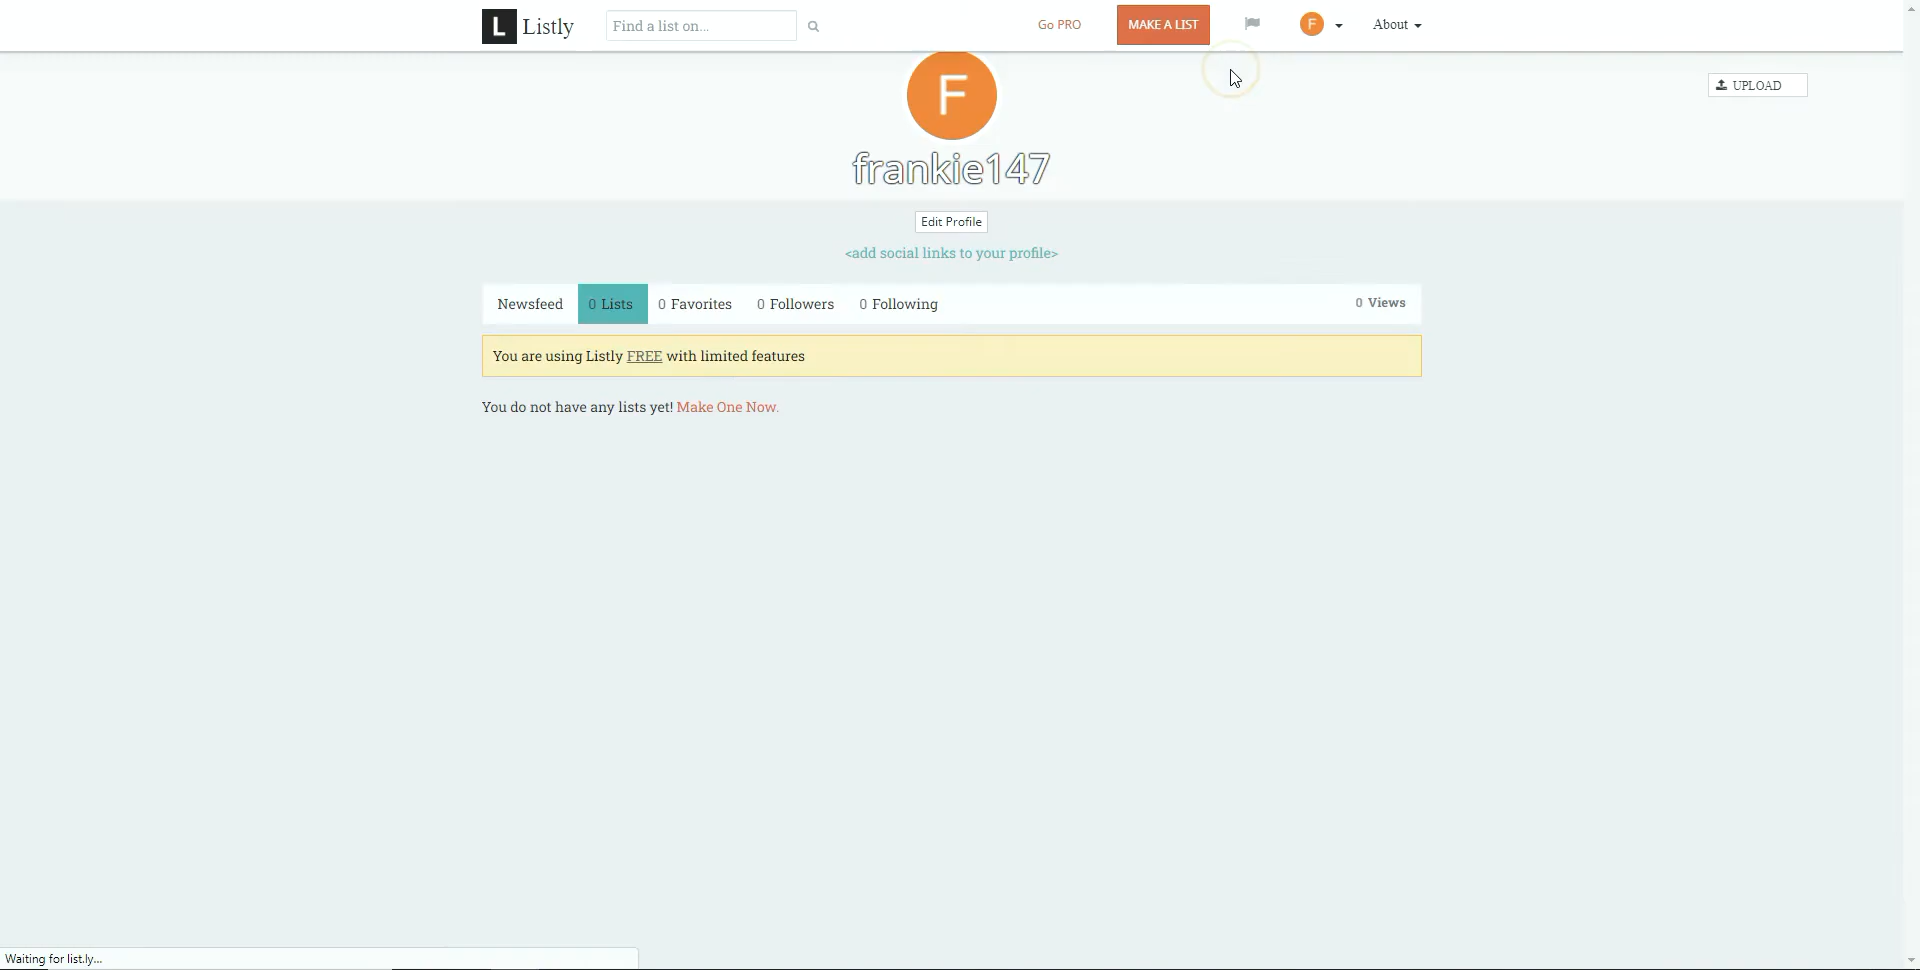 L Listly Find a list on... Go PRO MAKE A LIST F About
UPLOAD
F
frankie147
Edit Profile
<add social links to your profile>
Newsfeed 0 Lists 0 Favorites 0 Followers 0 Following 0 Views
You are using Listly FREE with limited features
You do not have any lists yet! Make One Now.
Waiting for list.ly...